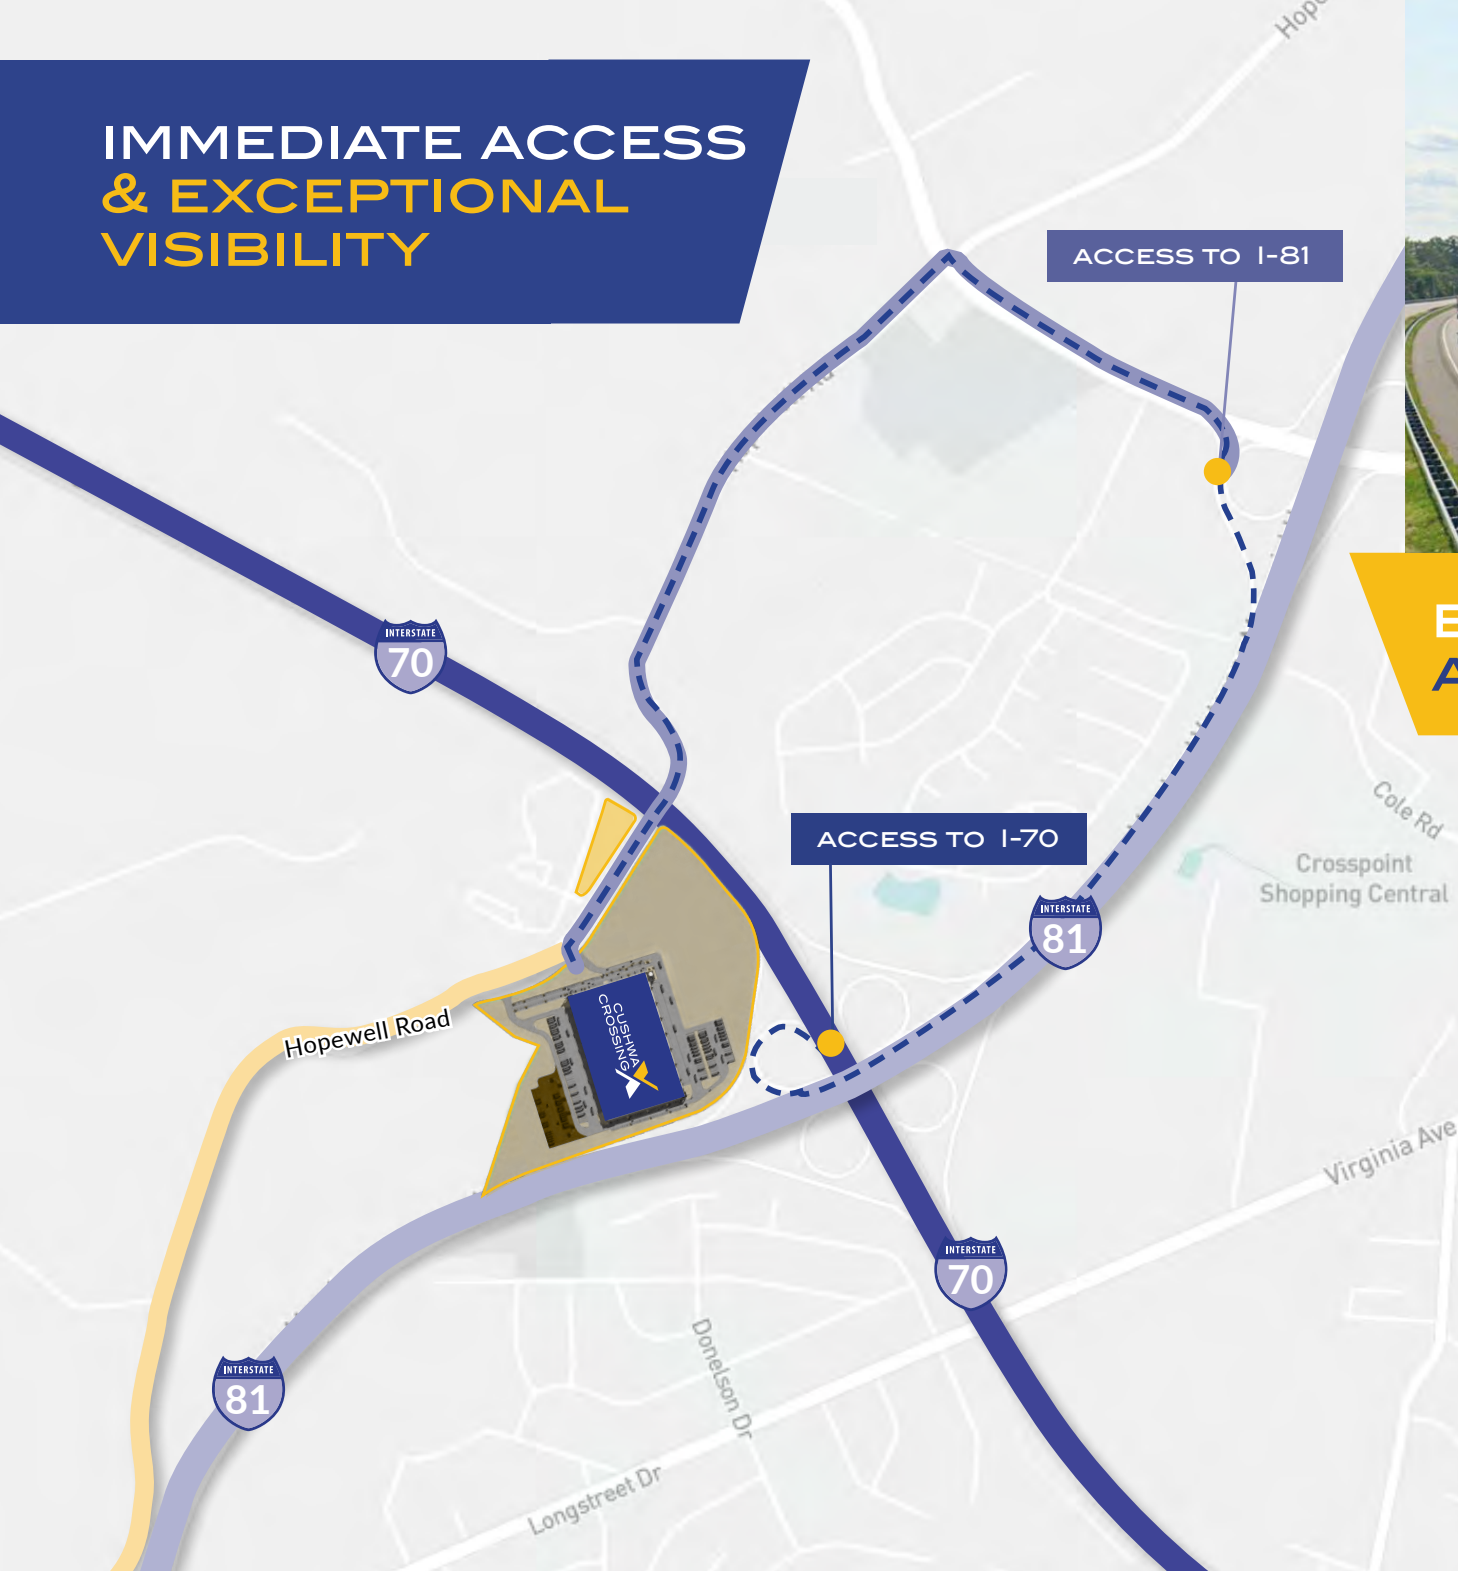 IMMEDIATE ACCESS
& EXCEPTIONAL
VISIBILITY
ACCESS TO I-81
INTERSTATE
70
ACCESS TO I-70
Cole Rd
Crosspoint
Shopping Central
INTERSTATE
81
Hopewell Road
CUSHWA
CROSSING
Virginia Ave
INTERSTATE
70
Donelson Dr
INTERSTATE
81
Longstreet Dr